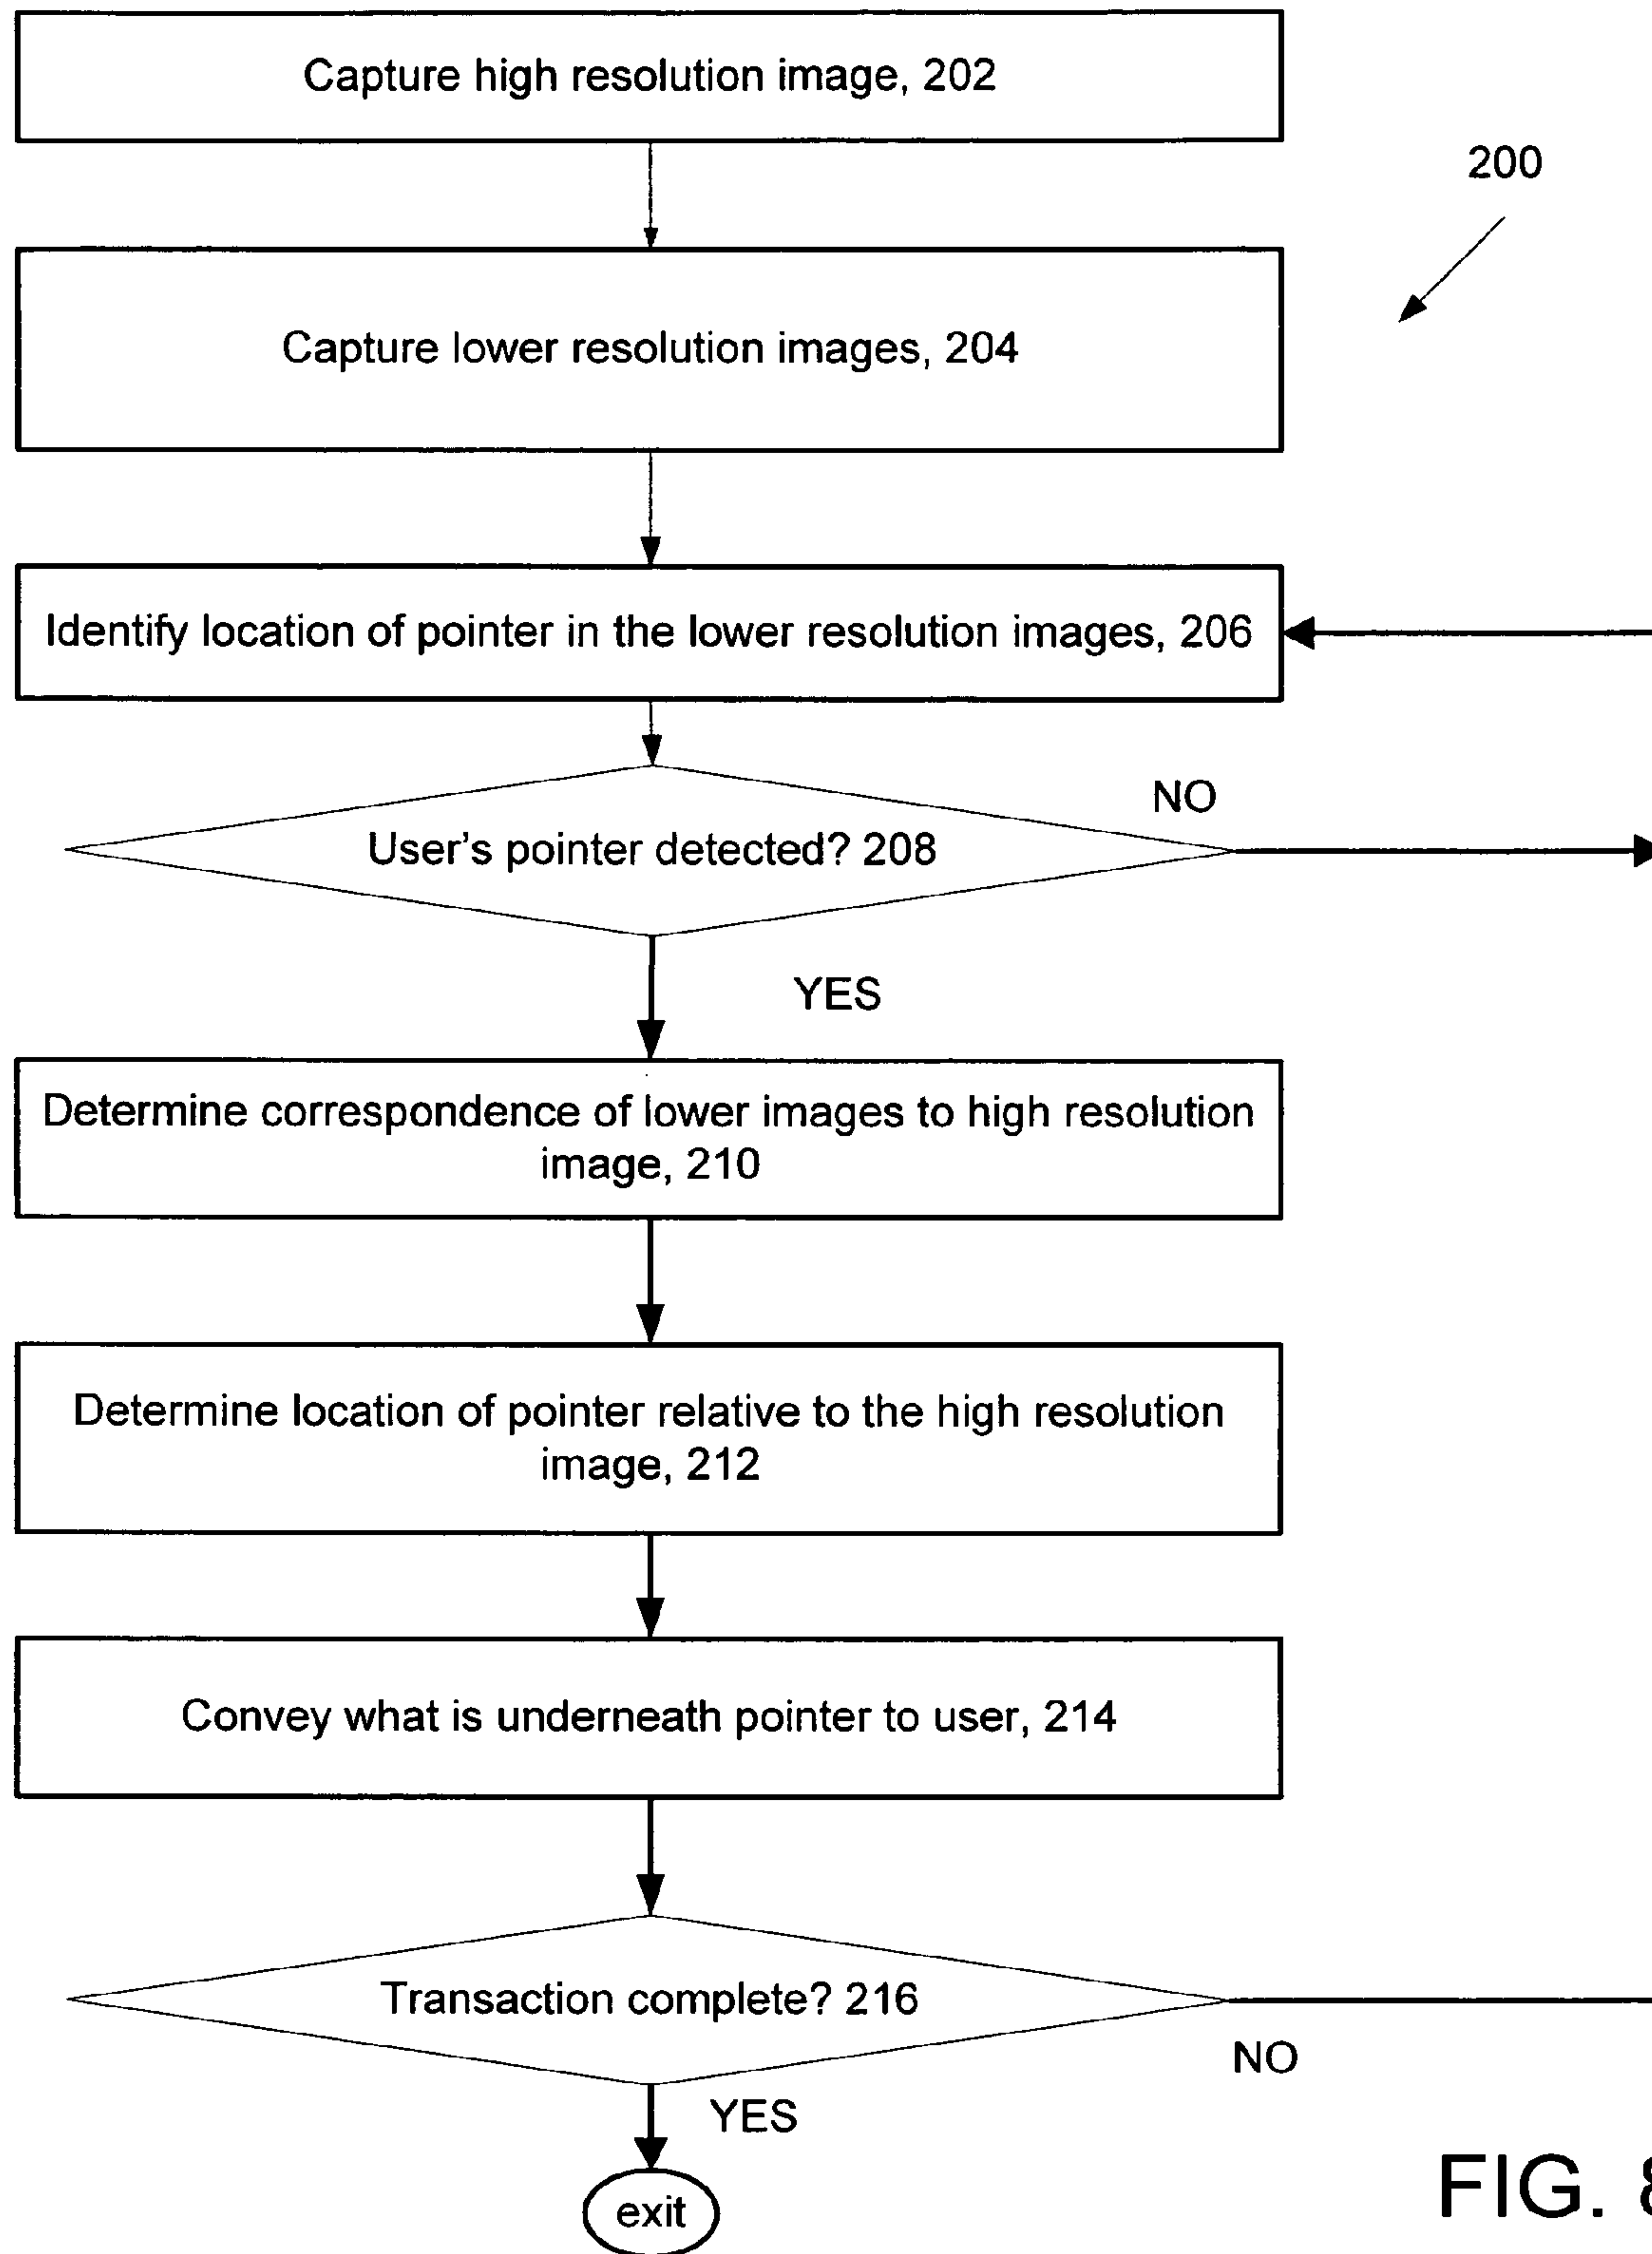 Capture high resolution image, 202
200
Capture lower resolution images, 204
Identify location of pointer in the lower resolution images, 206
NO
User's pointer detected? 208
YES
Determine correspondence of lower images to high resolution
image, 210
Determine location of pointer relative to the high resolution
image, 212
Convey what is underneath pointer to user, 214
Transaction complete? 216
NO
YES
exit
FIG. 8